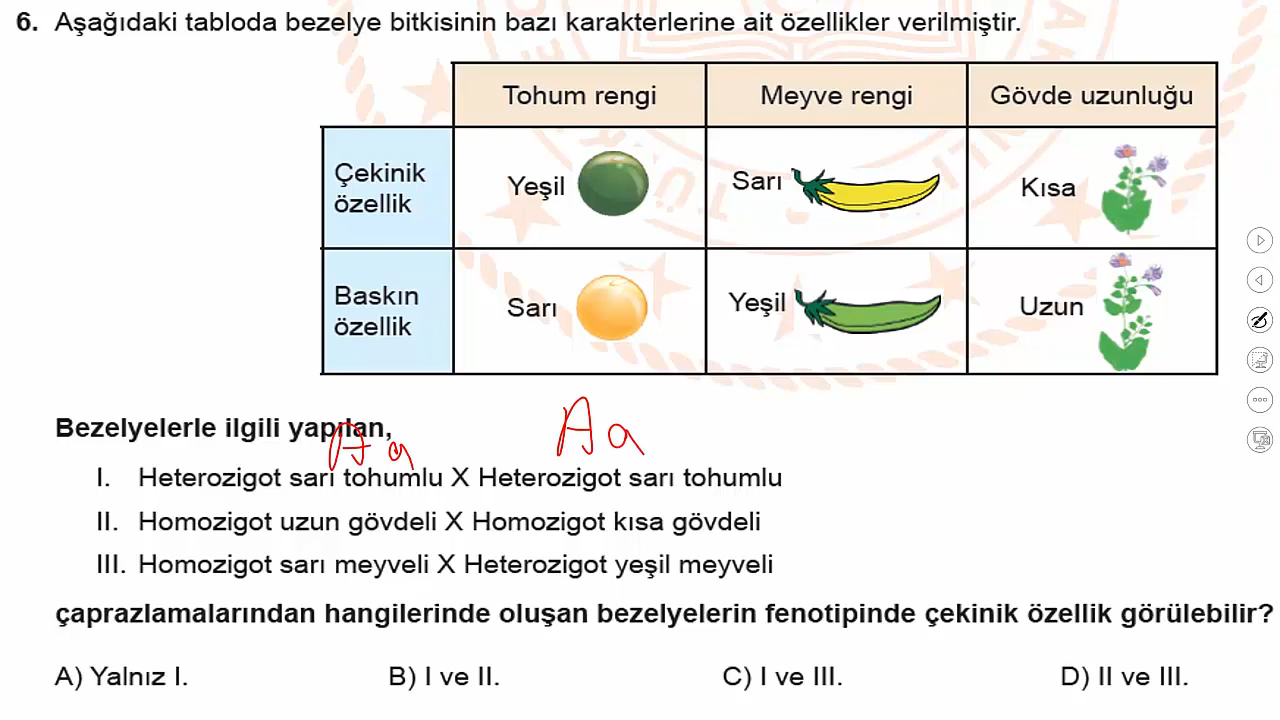 6. Aşağıdaki tabloda bezelye bitkisinin bazı karakterlerine ait özellikler verilmiştir.
Tohum rengi Meyve rengi Gövde uzunluğu
Çekinik özellik Yeşil Sarı Kısa
Baskın özellik Sarı Yeşil Uzun
Aa Aa
Bezelyelerle ilgili yapılan,
I. Heterozigot sarı tohumlu X Heterozigot sarı tohumlu
II. Homozigot uzun gövdeli X Homozigot kısa gövdeli
III. Homozigot sarı meyveli X Heterozigot yeşil meyveli
çaprazlamalarından hangilerinde oluşan bezelyelerin fenotipinde çekinik özellik görülebilir?
A) Yalnız I. B) I ve II. C) I ve III. D) II ve III.